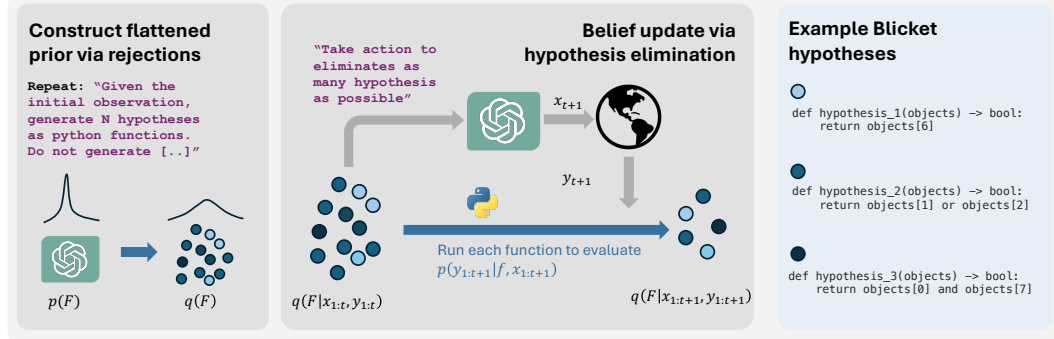 Construct flattened
prior via rejections
Repeat: “Given the
initial observation,
generate N hypotheses
as python functions.
Do not generate [..]”
p(F)
q(F)
Belief update via
hypothesis elimination
“Take action to
eliminates as
many hypothesis
as possible”
x_{t+1}
y_{t+1}
Run each function to evaluate
p(y_{1:t+1}|f, x_{1:t+1})
q(F|x_{1:t}, y_{1:t})
q(F|x_{1:t+1}, y_{1:t+1})
Example Blicket
hypotheses
def hypothesis_1(objects) -> bool:
return objects[6]
def hypothesis_2(objects) -> bool:
return objects[1] or objects[2]
def hypothesis_3(objects) -> bool:
return objects[0] and objects[7]